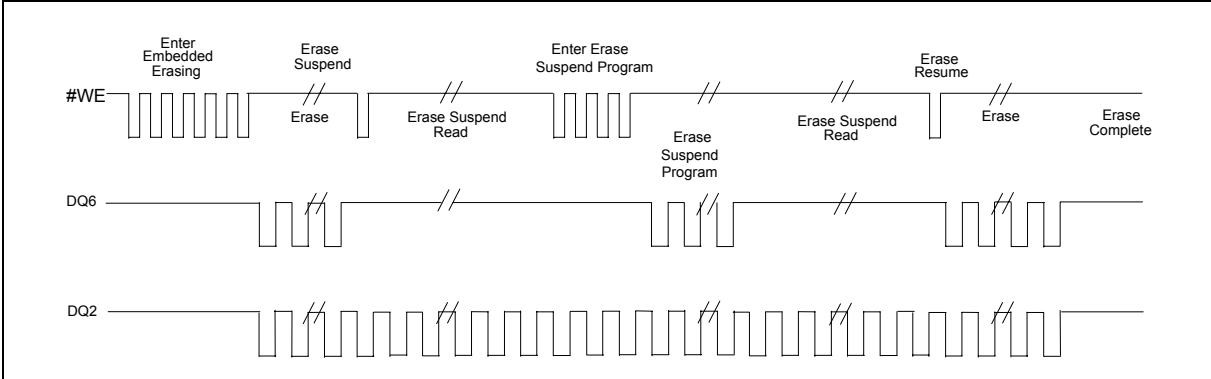 Enter
Embedded
Erasing
Erase
Suspend
Enter Erase
Suspend Program
Erase
Resume
#WE
Erase
Erase Suspend
Read
Erase
Suspend
Program
Erase Suspend
Read
Erase
Erase
Complete
DQ6
DQ2